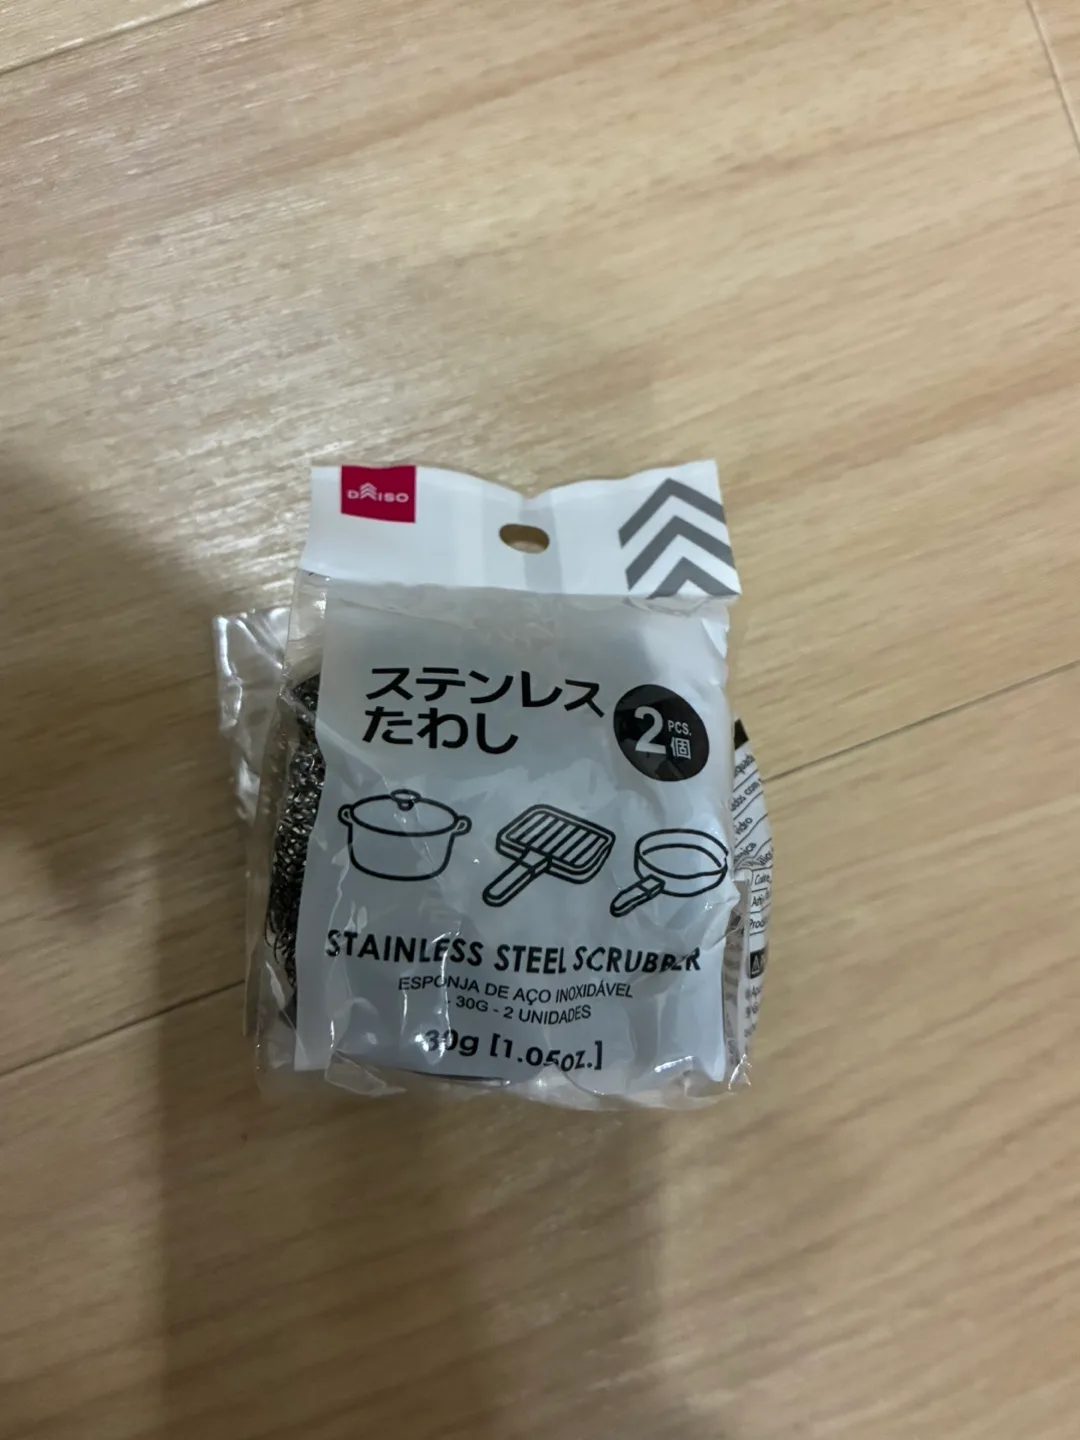 DAISO
ステンレス
たわし
2 PCS.
個
STAINLESS STEEL SCRUBBER
ESPONJA DE AÇO INOXIDÁVEL
- 30G - 2 UNIDADES
30g [1.05oz.]